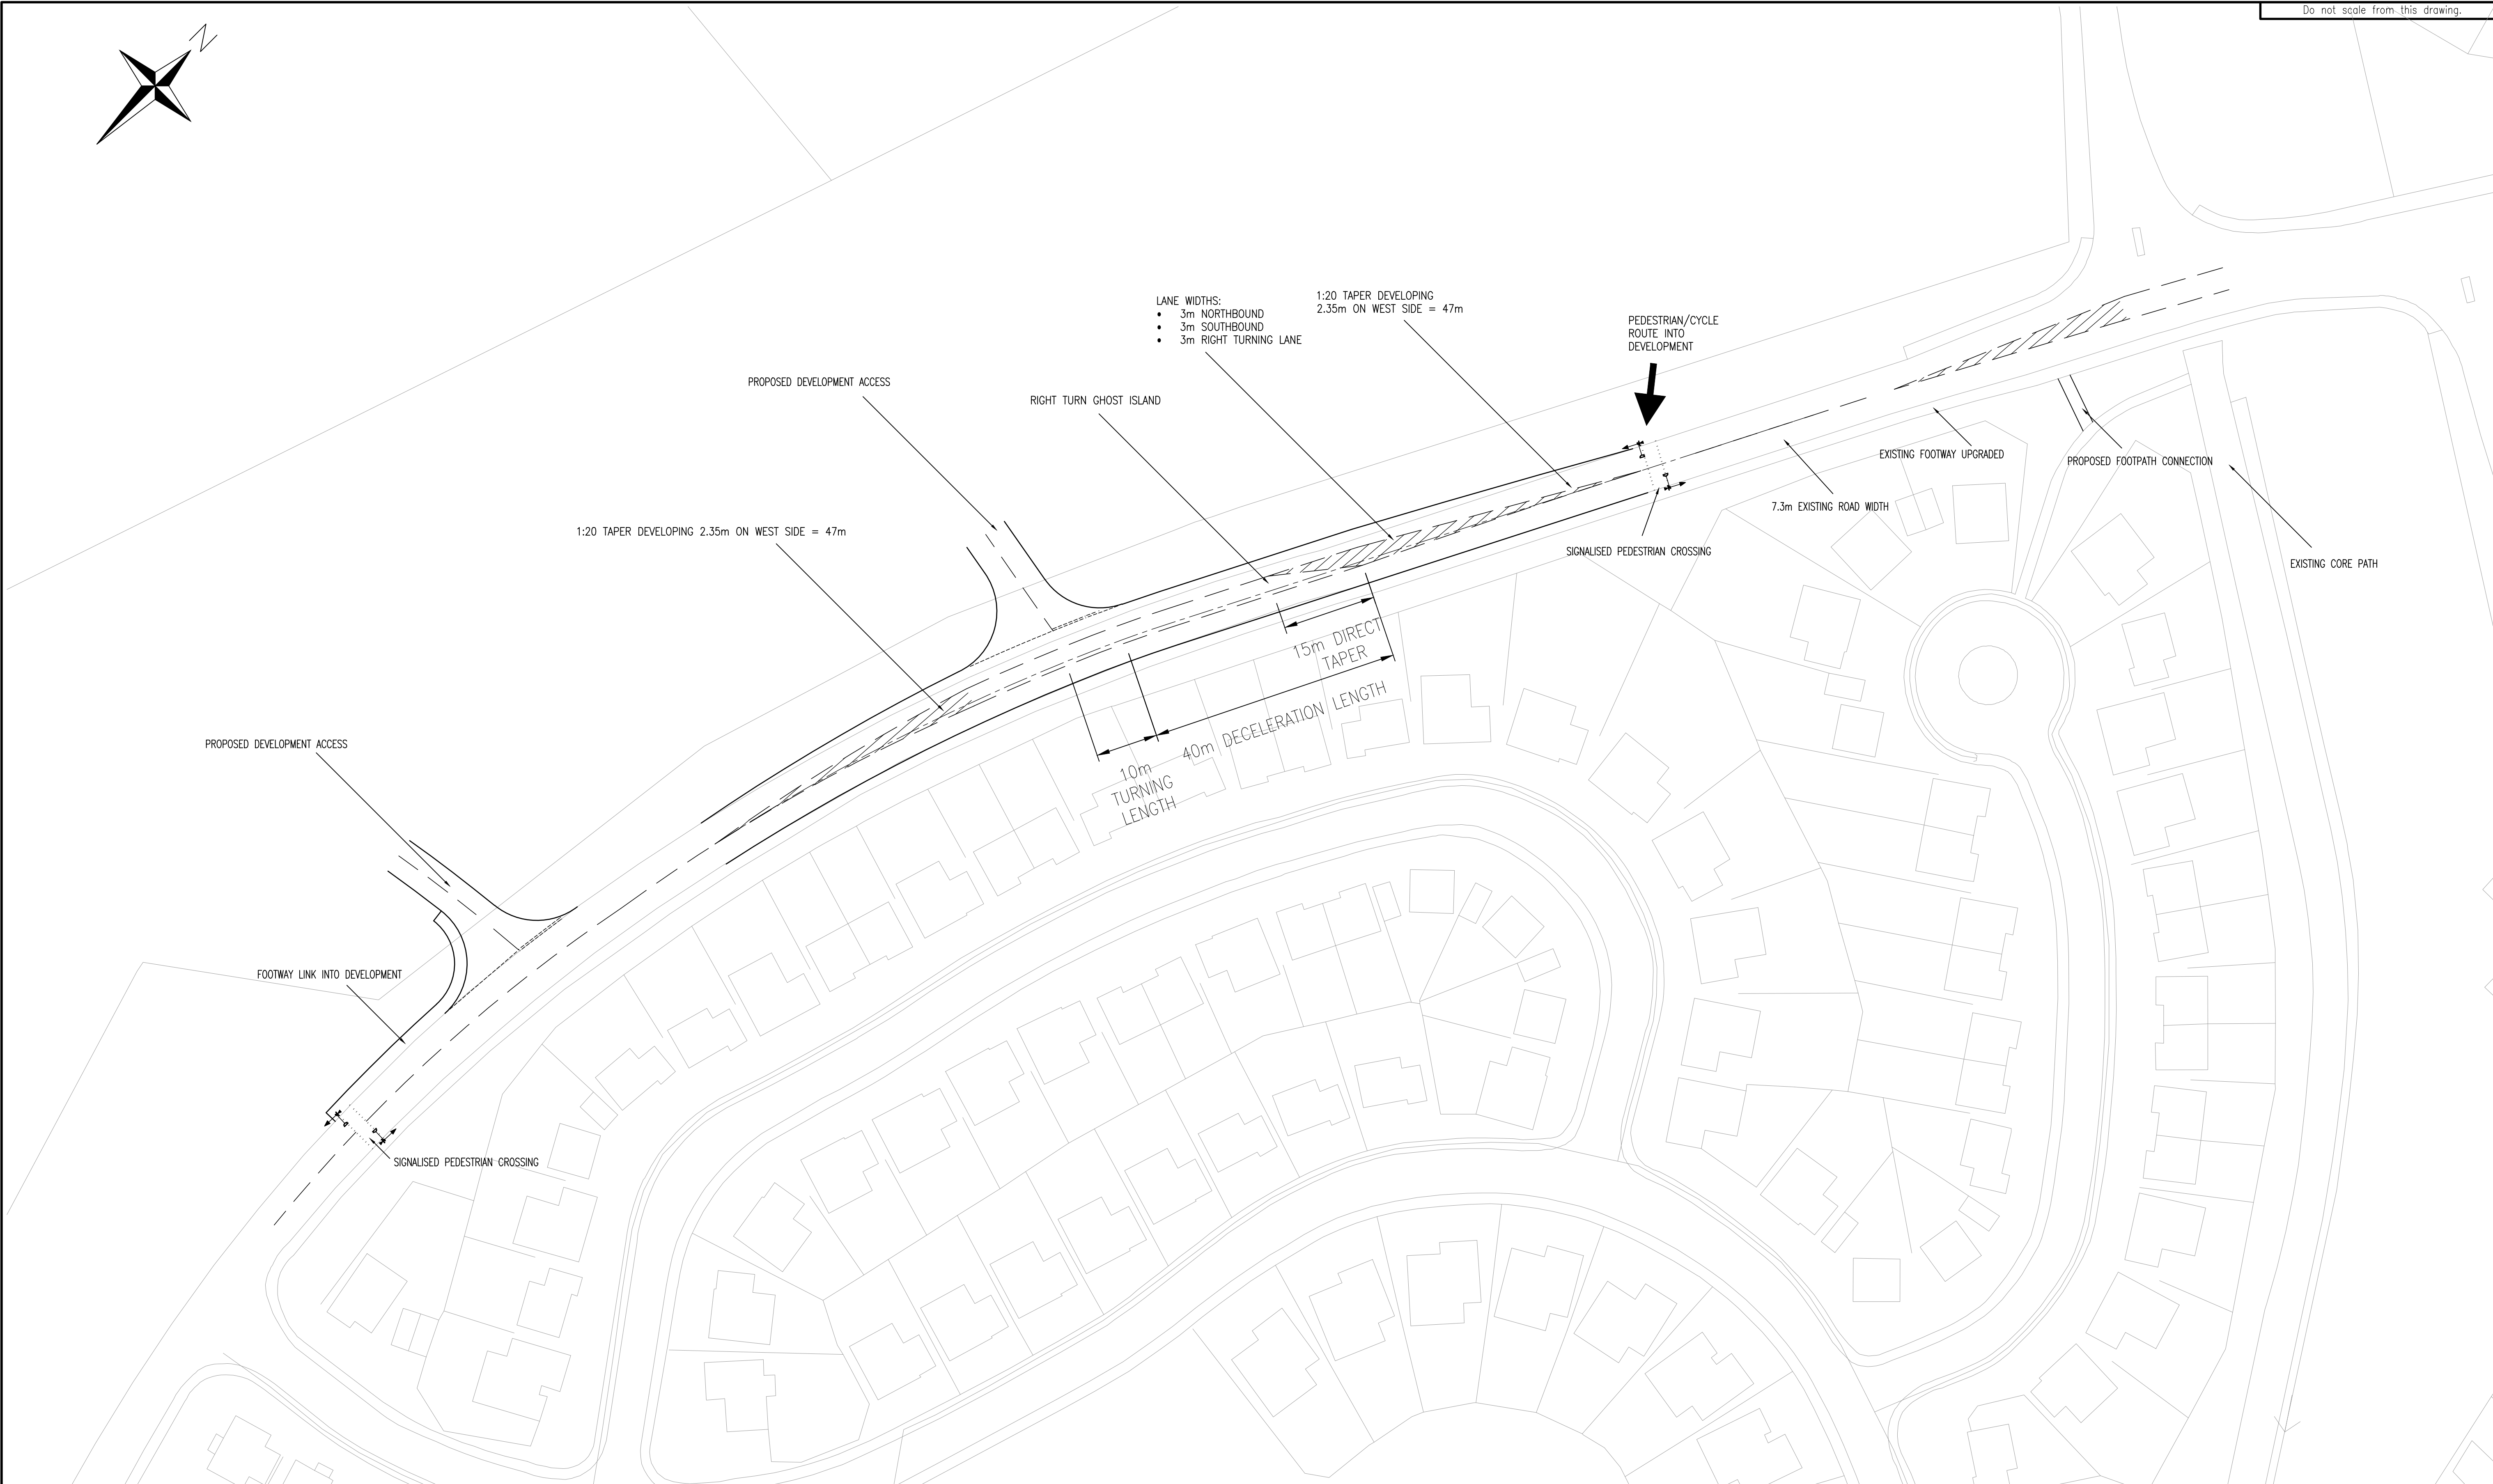 Do not scale from this drawing.
N
LANE WIDTHS:
• 3m NORTHBOUND
• 3m SOUTHBOUND
• 3m RIGHT TURNING LANE
1:20 TAPER DEVELOPING
2.35m ON WEST SIDE = 47m
PEDESTRIAN/CYCLE
ROUTE INTO
DEVELOPMENT
PROPOSED DEVELOPMENT ACCESS
RIGHT TURN GHOST ISLAND
EXISTING FOOTWAY UPGRADED
PROPOSED FOOTPATH CONNECTION
7.3m EXISTING ROAD WIDTH
1:20 TAPER DEVELOPING 2.35m ON WEST SIDE = 47m
SIGNALISED PEDESTRIAN CROSSING
EXISTING CORE PATH
15m DIRECT
TAPER
40m DECELERATION LENGTH
10m
TURNING
LENGTH
PROPOSED DEVELOPMENT ACCESS
FOOTWAY LINK INTO DEVELOPMENT
SIGNALISED PEDESTRIAN CROSSING